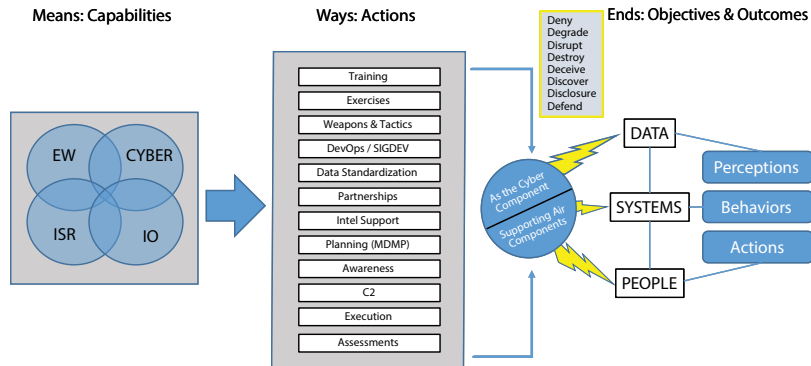 Means: Capabilities
Ways: Actions
Ends: Objectives & Outcomes
EW
CYBER
ISR
IO
Training
Exercises
Weapons & Tactics
DevOps / SIGDEV
Data Standardization
Partnerships
Intel Support
Planning (MDMP)
Awareness
C2
Execution
Assessments
Deny
Degrade
Disrupt
Destroy
Deceive
Discover
Disclosure
Defend
As the Cyber
Component
Supporting Air
Components
DATA
SYSTEMS
PEOPLE
Perceptions
Behaviors
Actions